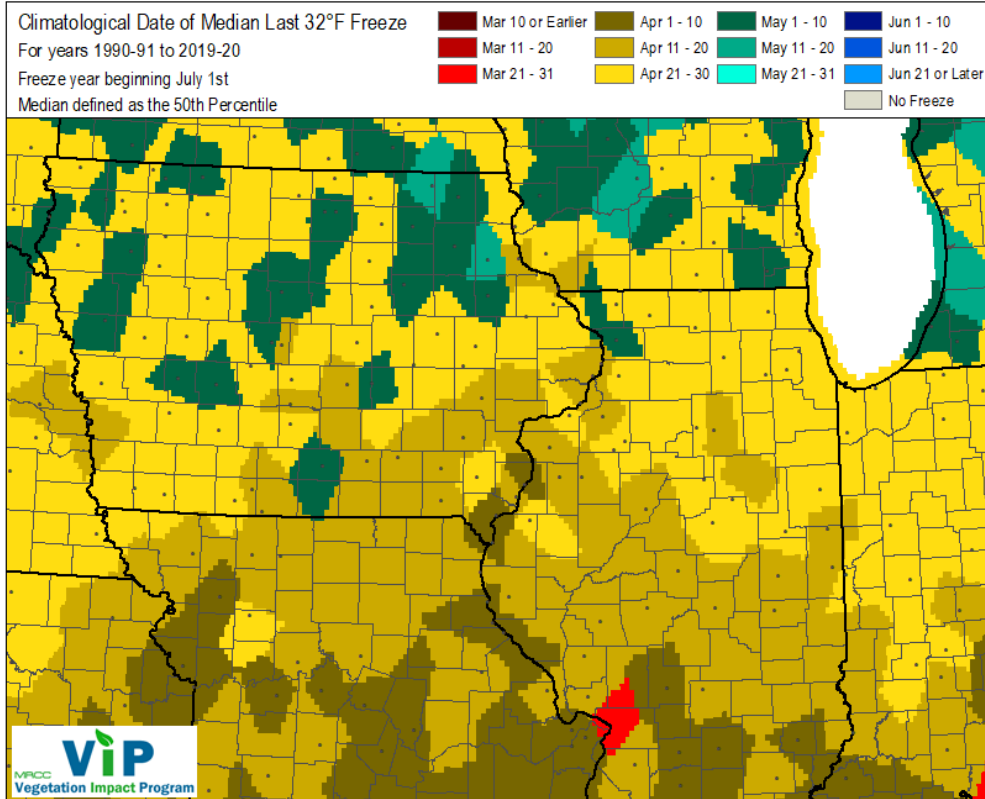 Climatological Date of Median Last 32°F Freeze
For years 1990-91 to 2019-20
Freeze year beginning July 1st
Median defined as the 50th Percentile
Mar 10 or Earlier
Mar 11 - 20
Mar 21 - 31
Apr 1 - 10
Apr 11 - 20
Apr 21 - 30
May 1 - 10
May 11 - 20
May 21 - 31
Jun 1 - 10
Jun 11 - 20
Jun 21 or Later
No Freeze
MRCC ViP
Vegetation Impact Program